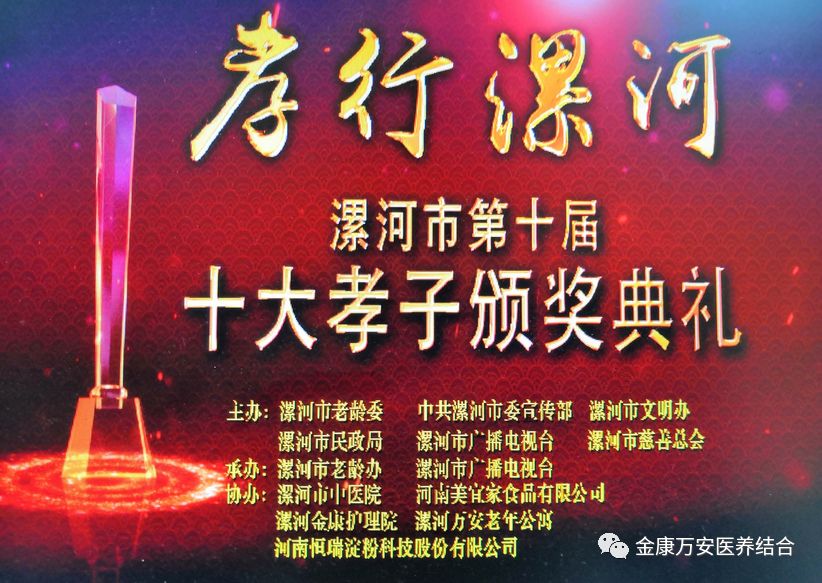 孝行漯河
漯河市第十届
十大孝子颁奖典礼
主办：漯河市老龄委 中共漯河市委宣传部 漯河市文明办
漯河市民政局 漯河市广播电视台 漯河市慈善总会
承办：漯河市老龄办 漯河市广播电视台
协办：漯河市中医院 河南美宜家食品有限公司
漯河金康护理院 漯河万安老年公寓
河南恒瑞淀粉科技股份有限公司
金康万安医养结合